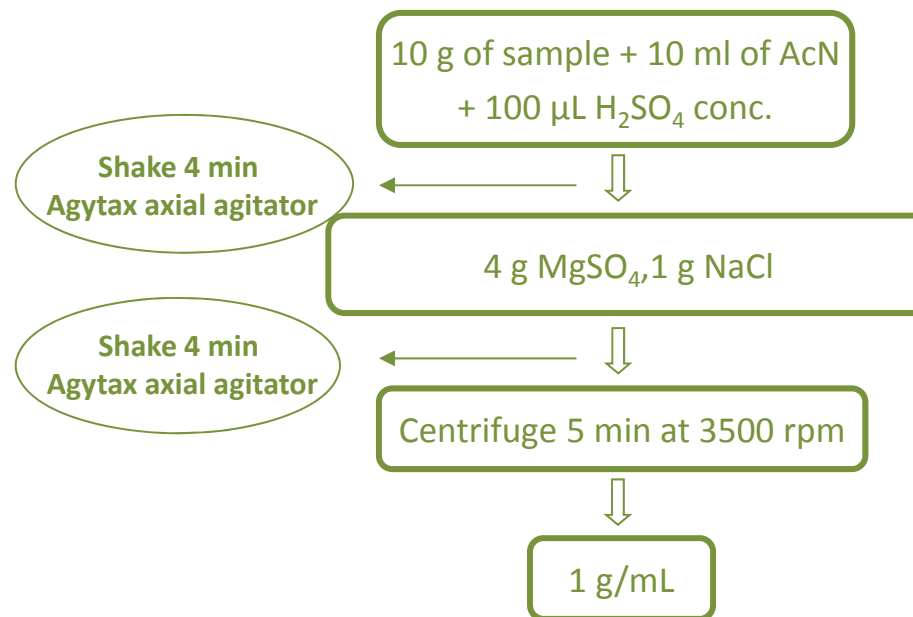 10 g of sample + 10 ml of AcN
+ 100 µL H₂SO₄ conc.
Shake 4 min
Agytax axial agitator
4 g MgSO₄,1 g NaCl
Shake 4 min
Agytax axial agitator
Centrifuge 5 min at 3500 rpm
1 g/mL